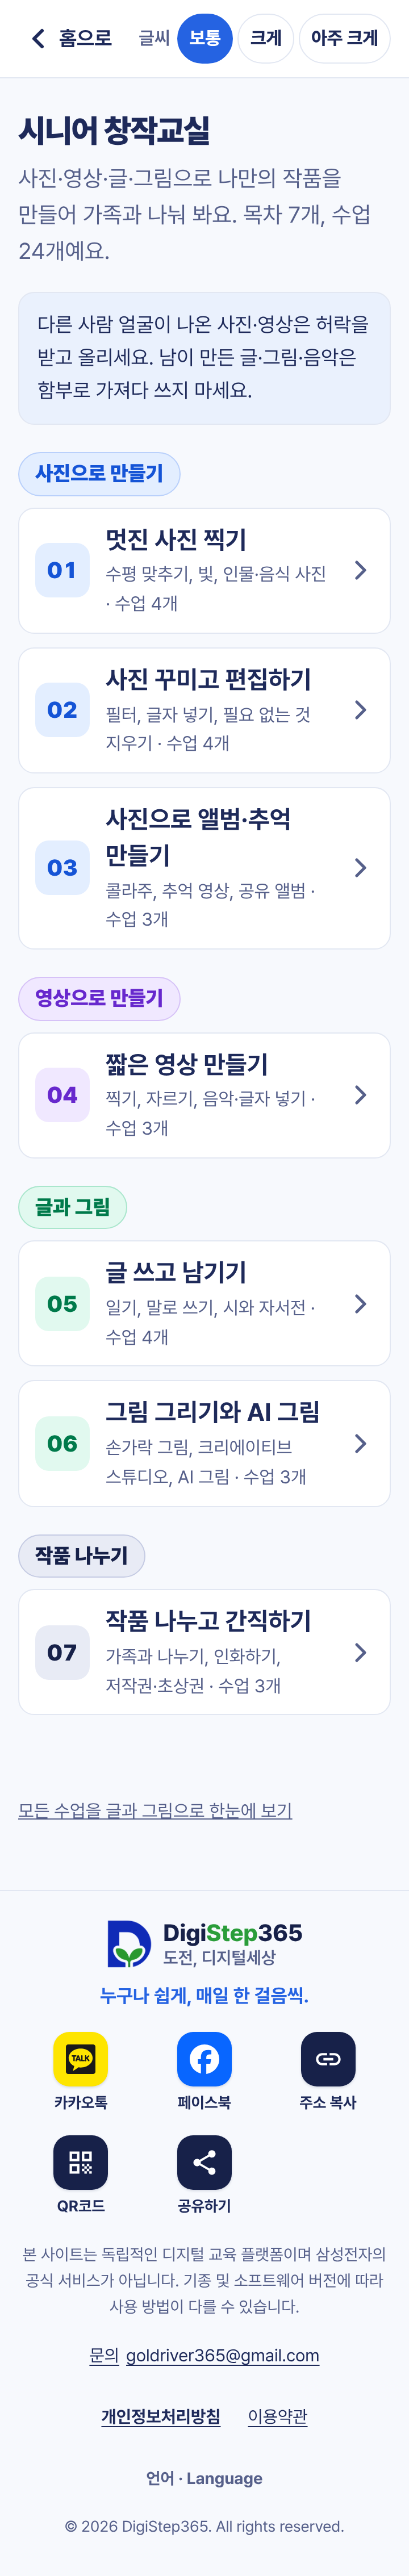 홈으로 글씨 보통 크게 아주 크게
시니어 창작교실
사진·영상·글·그림으로 나만의 작품을
만들어 가족과 나눠 봐요. 목차 7개, 수업
24개예요.
다른 사람 얼굴이 나온 사진·영상은 허락을
받고 올리세요. 남이 만든 글·그림·음악은
함부로 가져다 쓰지 마세요.
사진으로 만들기
01
멋진 사진 찍기
수평 맞추기, 빛, 인물·음식 사진
· 수업 4개
02
사진 꾸미고 편집하기
필터, 글자 넣기, 필요 없는 것
지우기 · 수업 4개
03
사진으로 앨범·추억
만들기
콜라주, 추억 영상, 공유 앨범 ·
수업 3개
영상으로 만들기
04
짧은 영상 만들기
찍기, 자르기, 음악·글자 넣기 ·
수업 3개
글과 그림
05
글 쓰고 남기기
일기, 말로 쓰기, 시와 자서전 ·
수업 4개
06
그림 그리기와 AI 그림
손가락 그림, 크리에이티브
스튜디오, AI 그림 · 수업 3개
작품 나누기
07
작품 나누고 간직하기
가족과 나누기, 인화하기,
저작권·초상권 · 수업 3개
모든 수업을 글과 그림으로 한눈에 보기
DigiStep365
도전, 디지털세상
누구나 쉽게, 매일 한 걸음씩.
TALK
카카오톡 페이스북 주소 복사
QR코드 공유하기
본 사이트는 독립적인 디지털 교육 플랫폼이며 삼성전자의
공식 서비스가 아닙니다. 기종 및 소프트웨어 버전에 따라
사용 방법이 다를 수 있습니다.
문의 goldriver365@gmail.com
개인정보처리방침 이용약관
언어 · Language
© 2026 DigiStep365. All rights reserved.